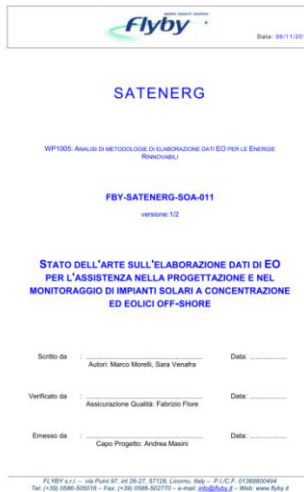 Flyby
Data: 06/11/201
SATENERG
WP1005: ANALISI DI METODOLOGIE DI ELABORAZIONE DATI EO PER LE ENERGIE
RINNOVABILI
FBY-SATENERG-SOA-011
versione:1/2
STATO DELL'ARTE SULL'ELABORAZIONE DATI DI EO
PER L'ASSISTENZA NELLA PROGETTAZIONE E NEL
MONITORAGGIO DI IMPIANTI SOLARI A CONCENTRAZIONE
ED EOLICI OFF-SHORE
Scritto da : ................................................ Data: ................
Autori: Marco Morelli, Sara Venafra
Verificato da : ................................................ Data: ................
Assicurazione Qualità: Fabrizio Flore
Emesso da : ................................................ Data: ................
Capo Progetto: Andrea Masini
FLYBY s.r.l. – via Puini 97, int 26-27, 57128, Livorno, Italy – P.I./C.F. 01368800494
Tel: (+39) 0586-505016 – Fax: (+39) 0586-502770 – e-mail: info@flyby.it – Web: www.flyby.it